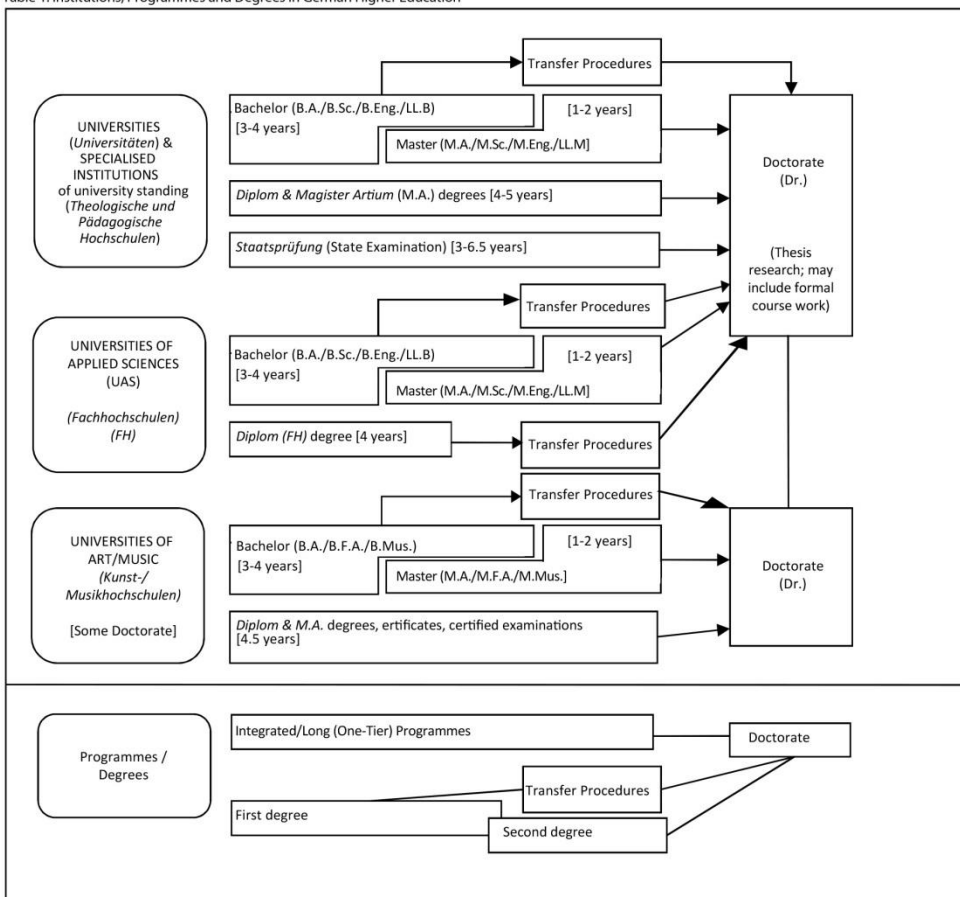 Table 1: Institutions, Programmes and Degrees in German Higher Education
Transfer Procedures
UNIVERSITIES
(Universitäten) &
SPECIALISED
INSTITUTIONS
of university standing
(Theologische und
Pädagogische
Hochschulen)
Bachelor (B.A./B.Sc./B.Eng./LL.B)
[3-4 years]
[1-2 years]
Master (M.A./M.Sc./M.Eng./LL.M]
Diplom & Magister Artium (M.A.) degrees [4-5 years]
Staatsprüfung (State Examination) [3-6.5 years]
Doctorate
(Dr.)
(Thesis
research; may
include formal
course work)
Transfer Procedures
UNIVERSITIES OF
APPLIED SCIENCES
(UAS)
(Fachhochschulen)
(FH)
Bachelor (B.A./B.Sc./B.Eng./LL.B)
[3-4 years]
[1-2 years]
Master (M.A./M.Sc./M.Eng./LL.M]
Diplom (FH) degree [4 years]
Transfer Procedures
Transfer Procedures
UNIVERSITIES OF
ART/MUSIC
(Kunst-/
Musikhochschulen)
[Some Doctorate]
Bachelor (B.A./B.F.A./B.Mus.)
[3-4 years]
[1-2 years]
Master (M.A./M.F.A./M.Mus.]
Diplom & M.A. degrees, ertificates, certified examinations
[4.5 years]
Doctorate
(Dr.)
Programmes /
Degrees
Integrated/Long (One-Tier) Programmes
Doctorate
Transfer Procedures
First degree
Second degree